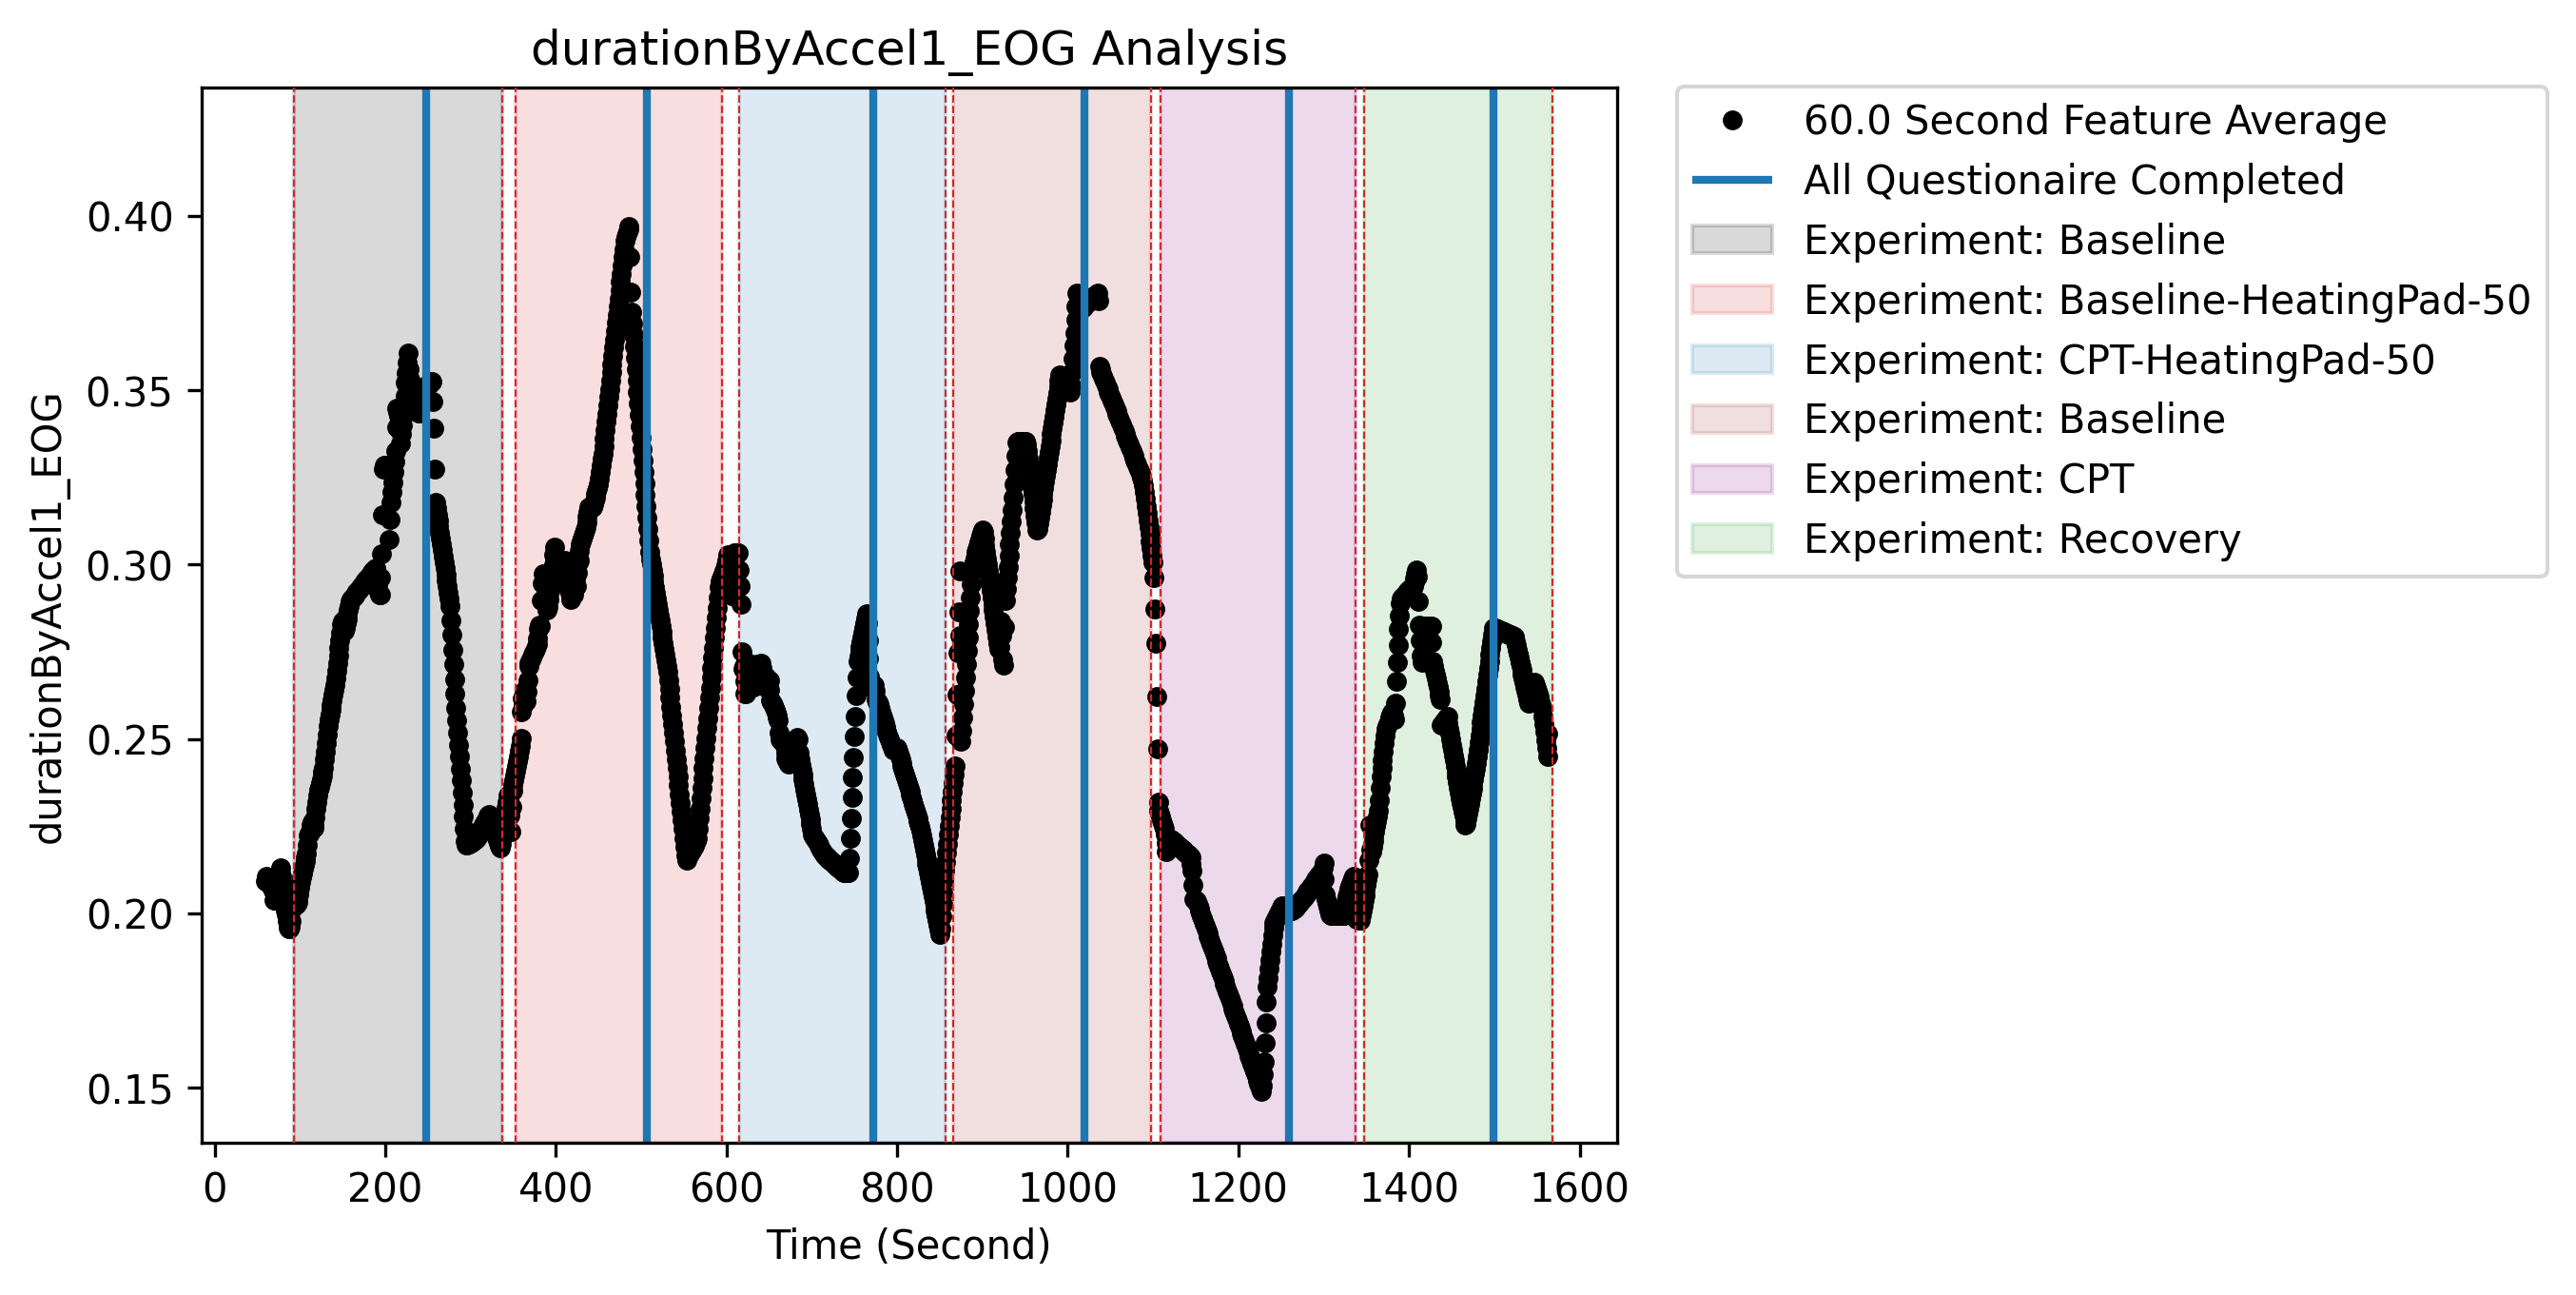 durationByAccel1_EOG Analysis
durationByAccel1_EOG
0.40
0.35
0.30
0.25
0.20
0.15
0 200 400 600 800 1000 1200 1400 1600
Time (Second)
60.0 Second Feature Average
All Questionaire Completed
Experiment: Baseline
Experiment: Baseline-HeatingPad-50
Experiment: CPT-HeatingPad-50
Experiment: Baseline
Experiment: CPT
Experiment: Recovery